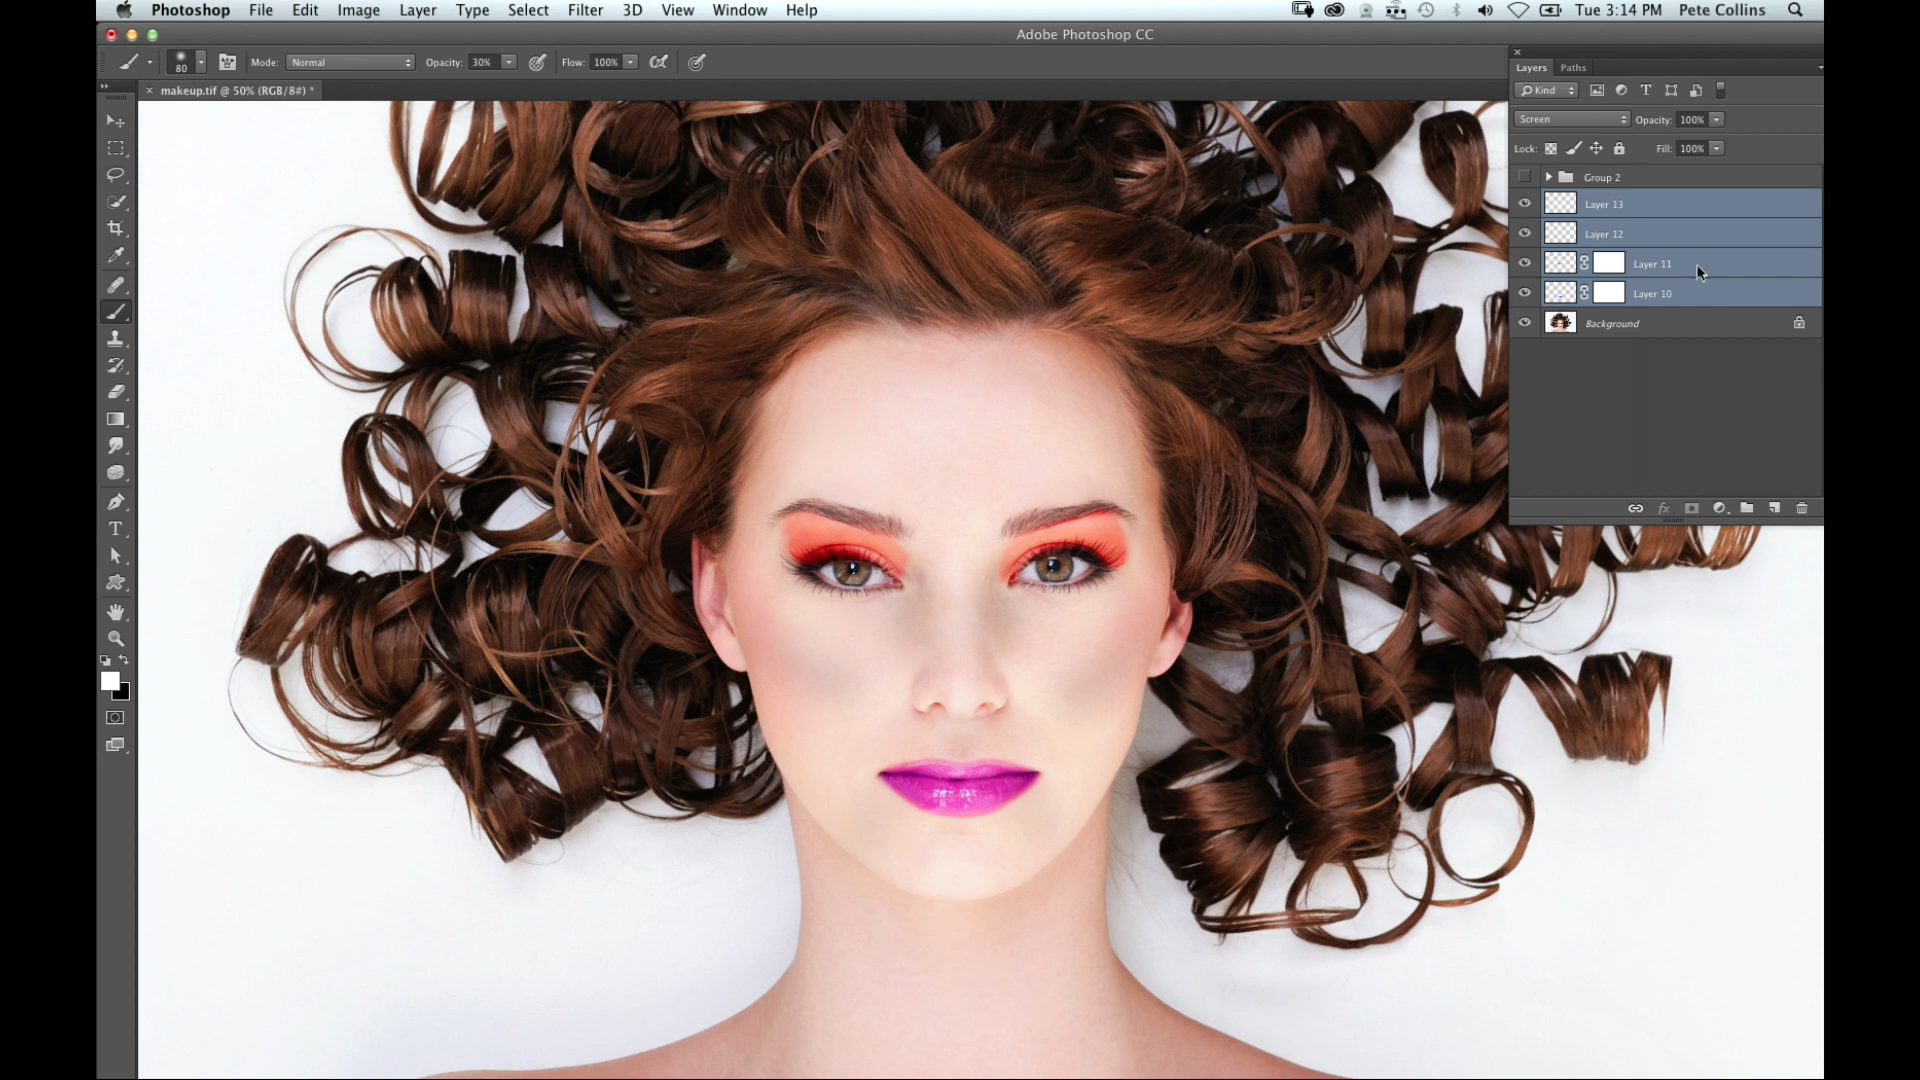 Photoshop File Edit Image Layer Type Select Filter 3D View Window Help Tue 3:14 PM Pete Collins
Adobe Photoshop CC
80 Mode: Normal Opacity: 30% Flow: 100%
makeup.tif @ 50% (RGB/8#) *
Layers Paths
Kind
Screen Opacity: 100%
Lock: Fill: 100%
Group 2
Layer 13
Layer 12
Layer 11
Layer 10
Background